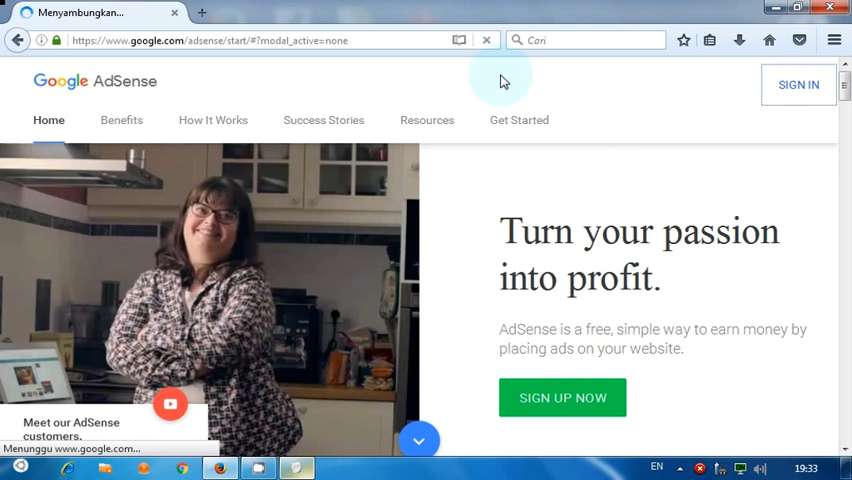 Menyambungkan...
https://www.google.com/adsense/start/#?modal_active=none
Cari
Google AdSense
SIGN IN
Home
Benefits
How It Works
Success Stories
Resources
Get Started
Turn your passion
into profit.
AdSense is a free, simple way to earn money by
placing ads on your website.
SIGN UP NOW
Meet our AdSense
customers.
Menunggu www.google.com...
EN
19:33